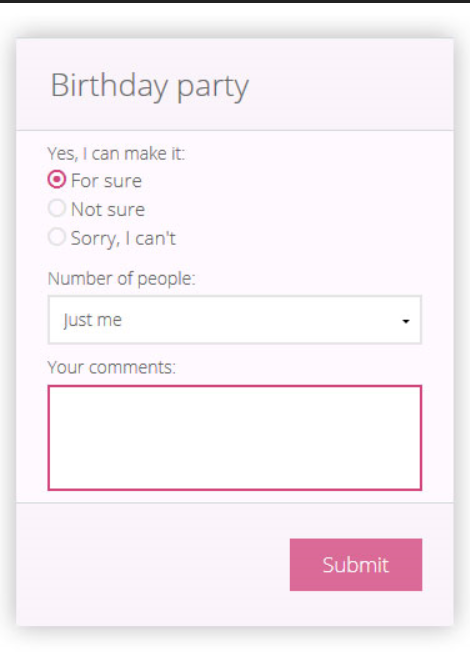 Birthday party
Yes, I can make it:
For sure
Not sure
Sorry, I can't
Number of people:
Just me
Your comments:
Submit